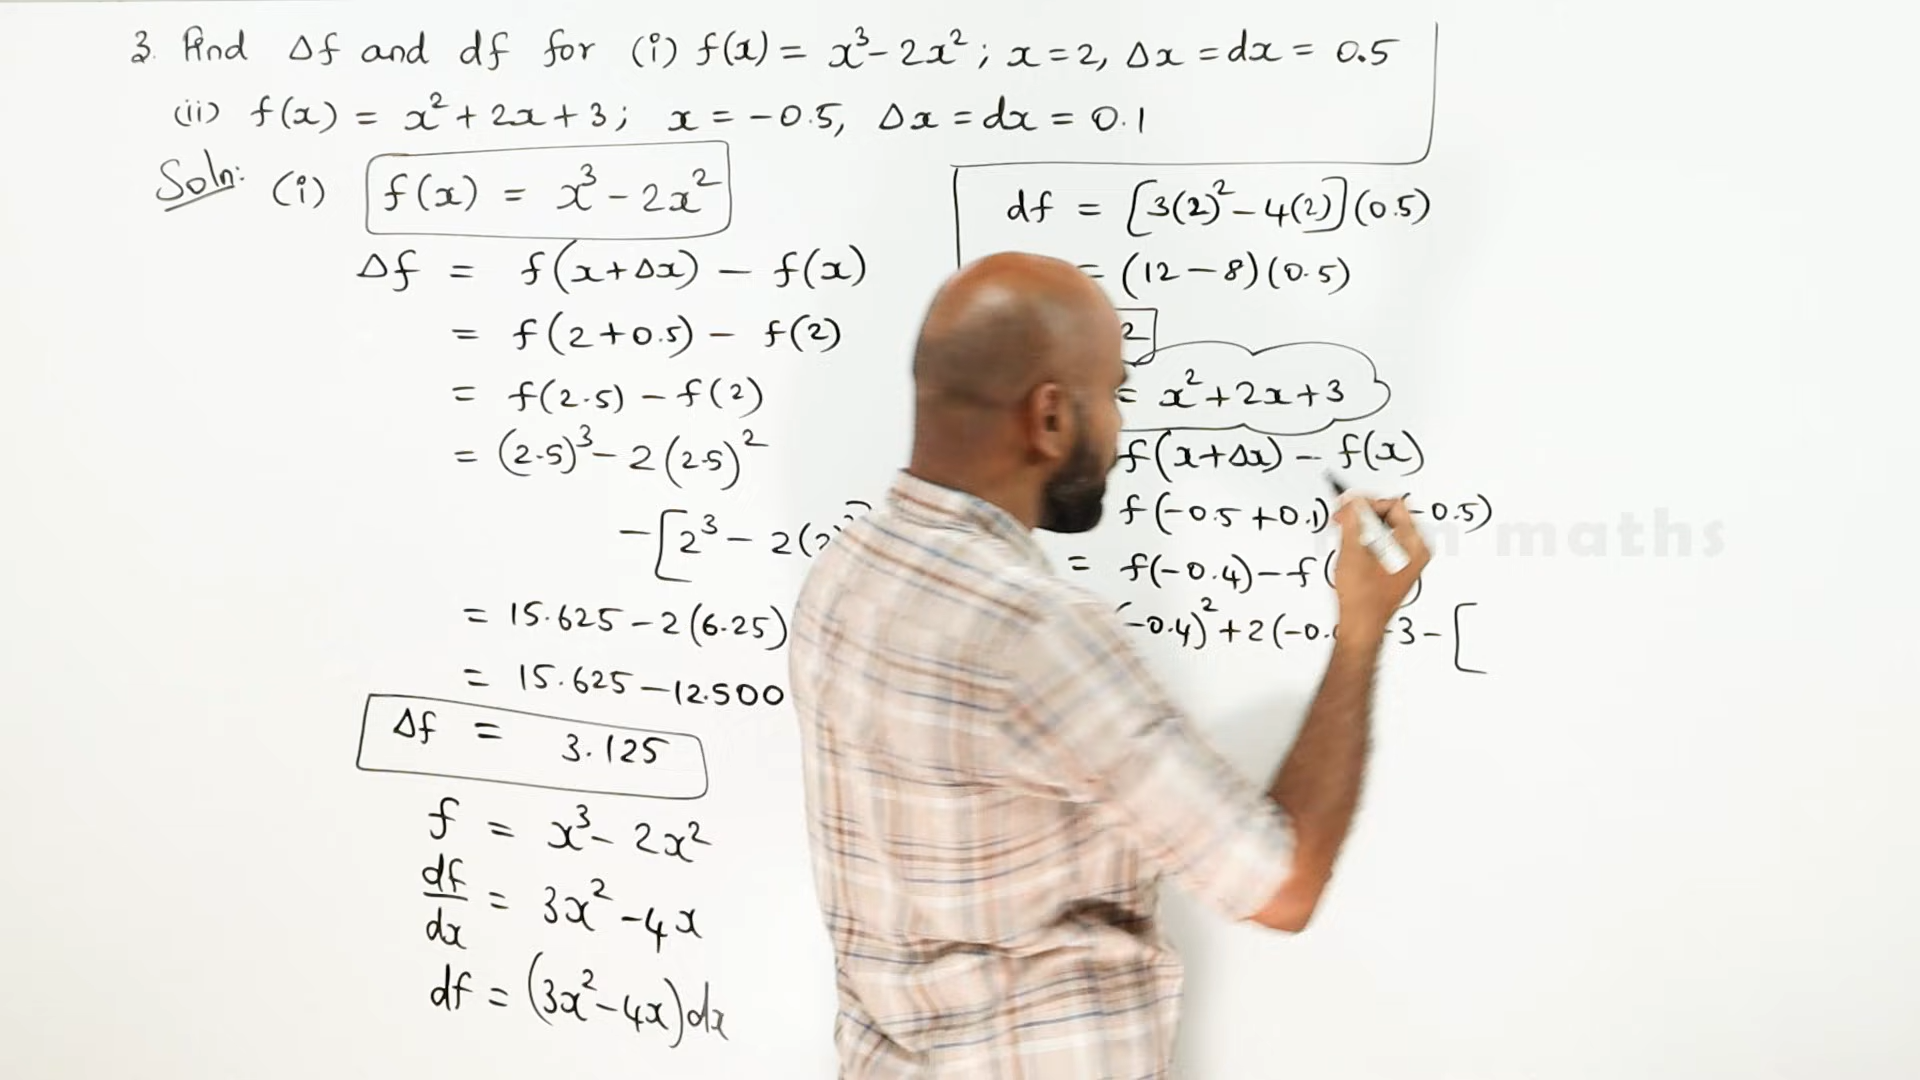 3. Find Δf and df for (i) f(x) = x³ - 2x² ; x = 2, Δx = dx = 0.5
(ii) f(x) = x² + 2x + 3 ; x = -0.5, Δx = dx = 0.1
Soln: (i) f(x) = x³ - 2x²
Δf = f(x+Δx) - f(x)
= f(2+0.5) - f(2)
= f(2.5) - f(2)
= (2.5)³ - 2(2.5)²
-[2³ - 2(2
= 15.625 - 2(6.25)
= 15.625 - 12.500
Δf = 3.125
f = x³ - 2x²
df/dx = 3x² - 4x
df = (3x² - 4x)dx
df = [3(2)² - 4(2)](0.5)
= (12 - 8)(0.5)
2
= x² + 2x + 3
f(x+Δx) - f(x)
f(-0.5+0.1) (-0.5)
= f(-0.4) - f(
(-0.4)² + 2(-0. 3 - [
maths